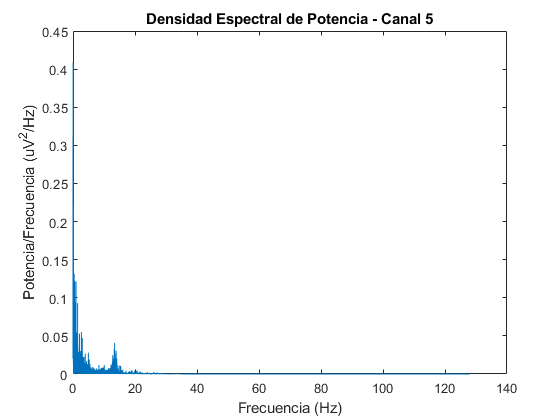 Densidad Espectral de Potencia - Canal 5
0.45
0.4
0.35
0.3
0.25
0.2
0.15
0.1
0.05
0
Potencia/Frecuencia (uV²/Hz)
0 20 40 60 80 100 120 140
Frecuencia (Hz)